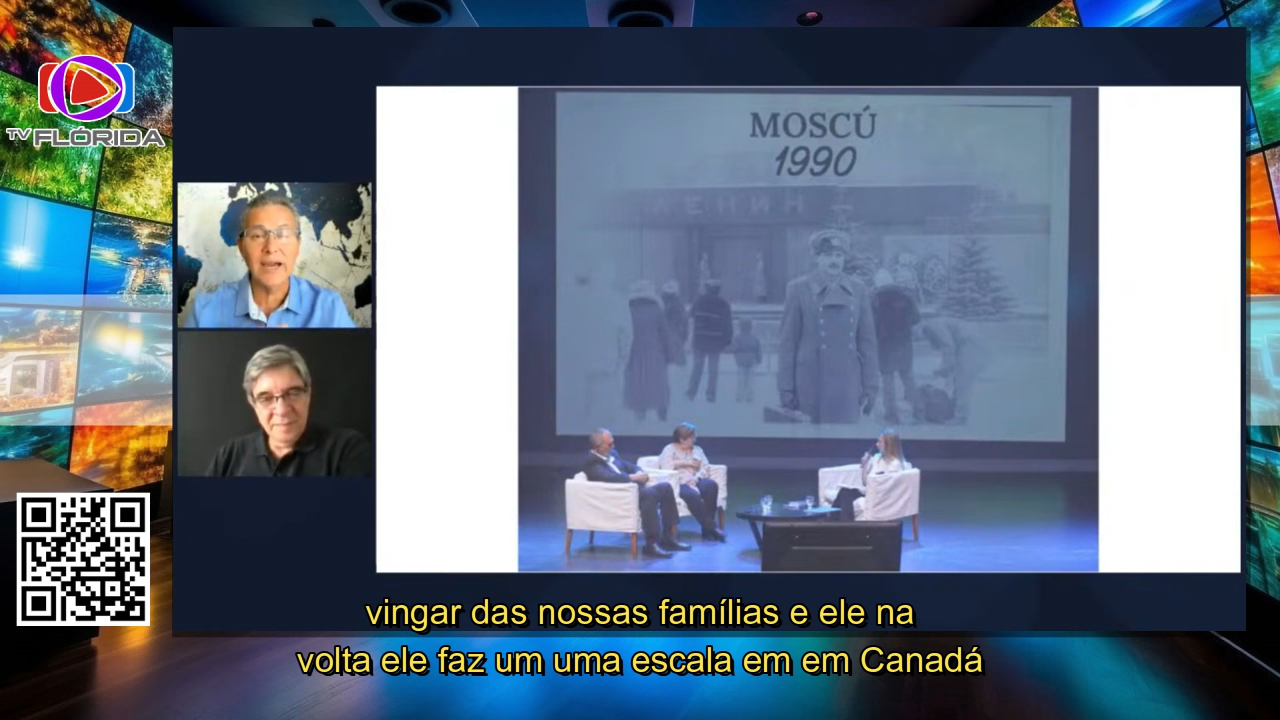 TV FLÓRIDA
MOSCÚ
1990
ЛЕНИН
vingar das nossas famílias e ele na
volta ele faz um uma escala em em Canadá